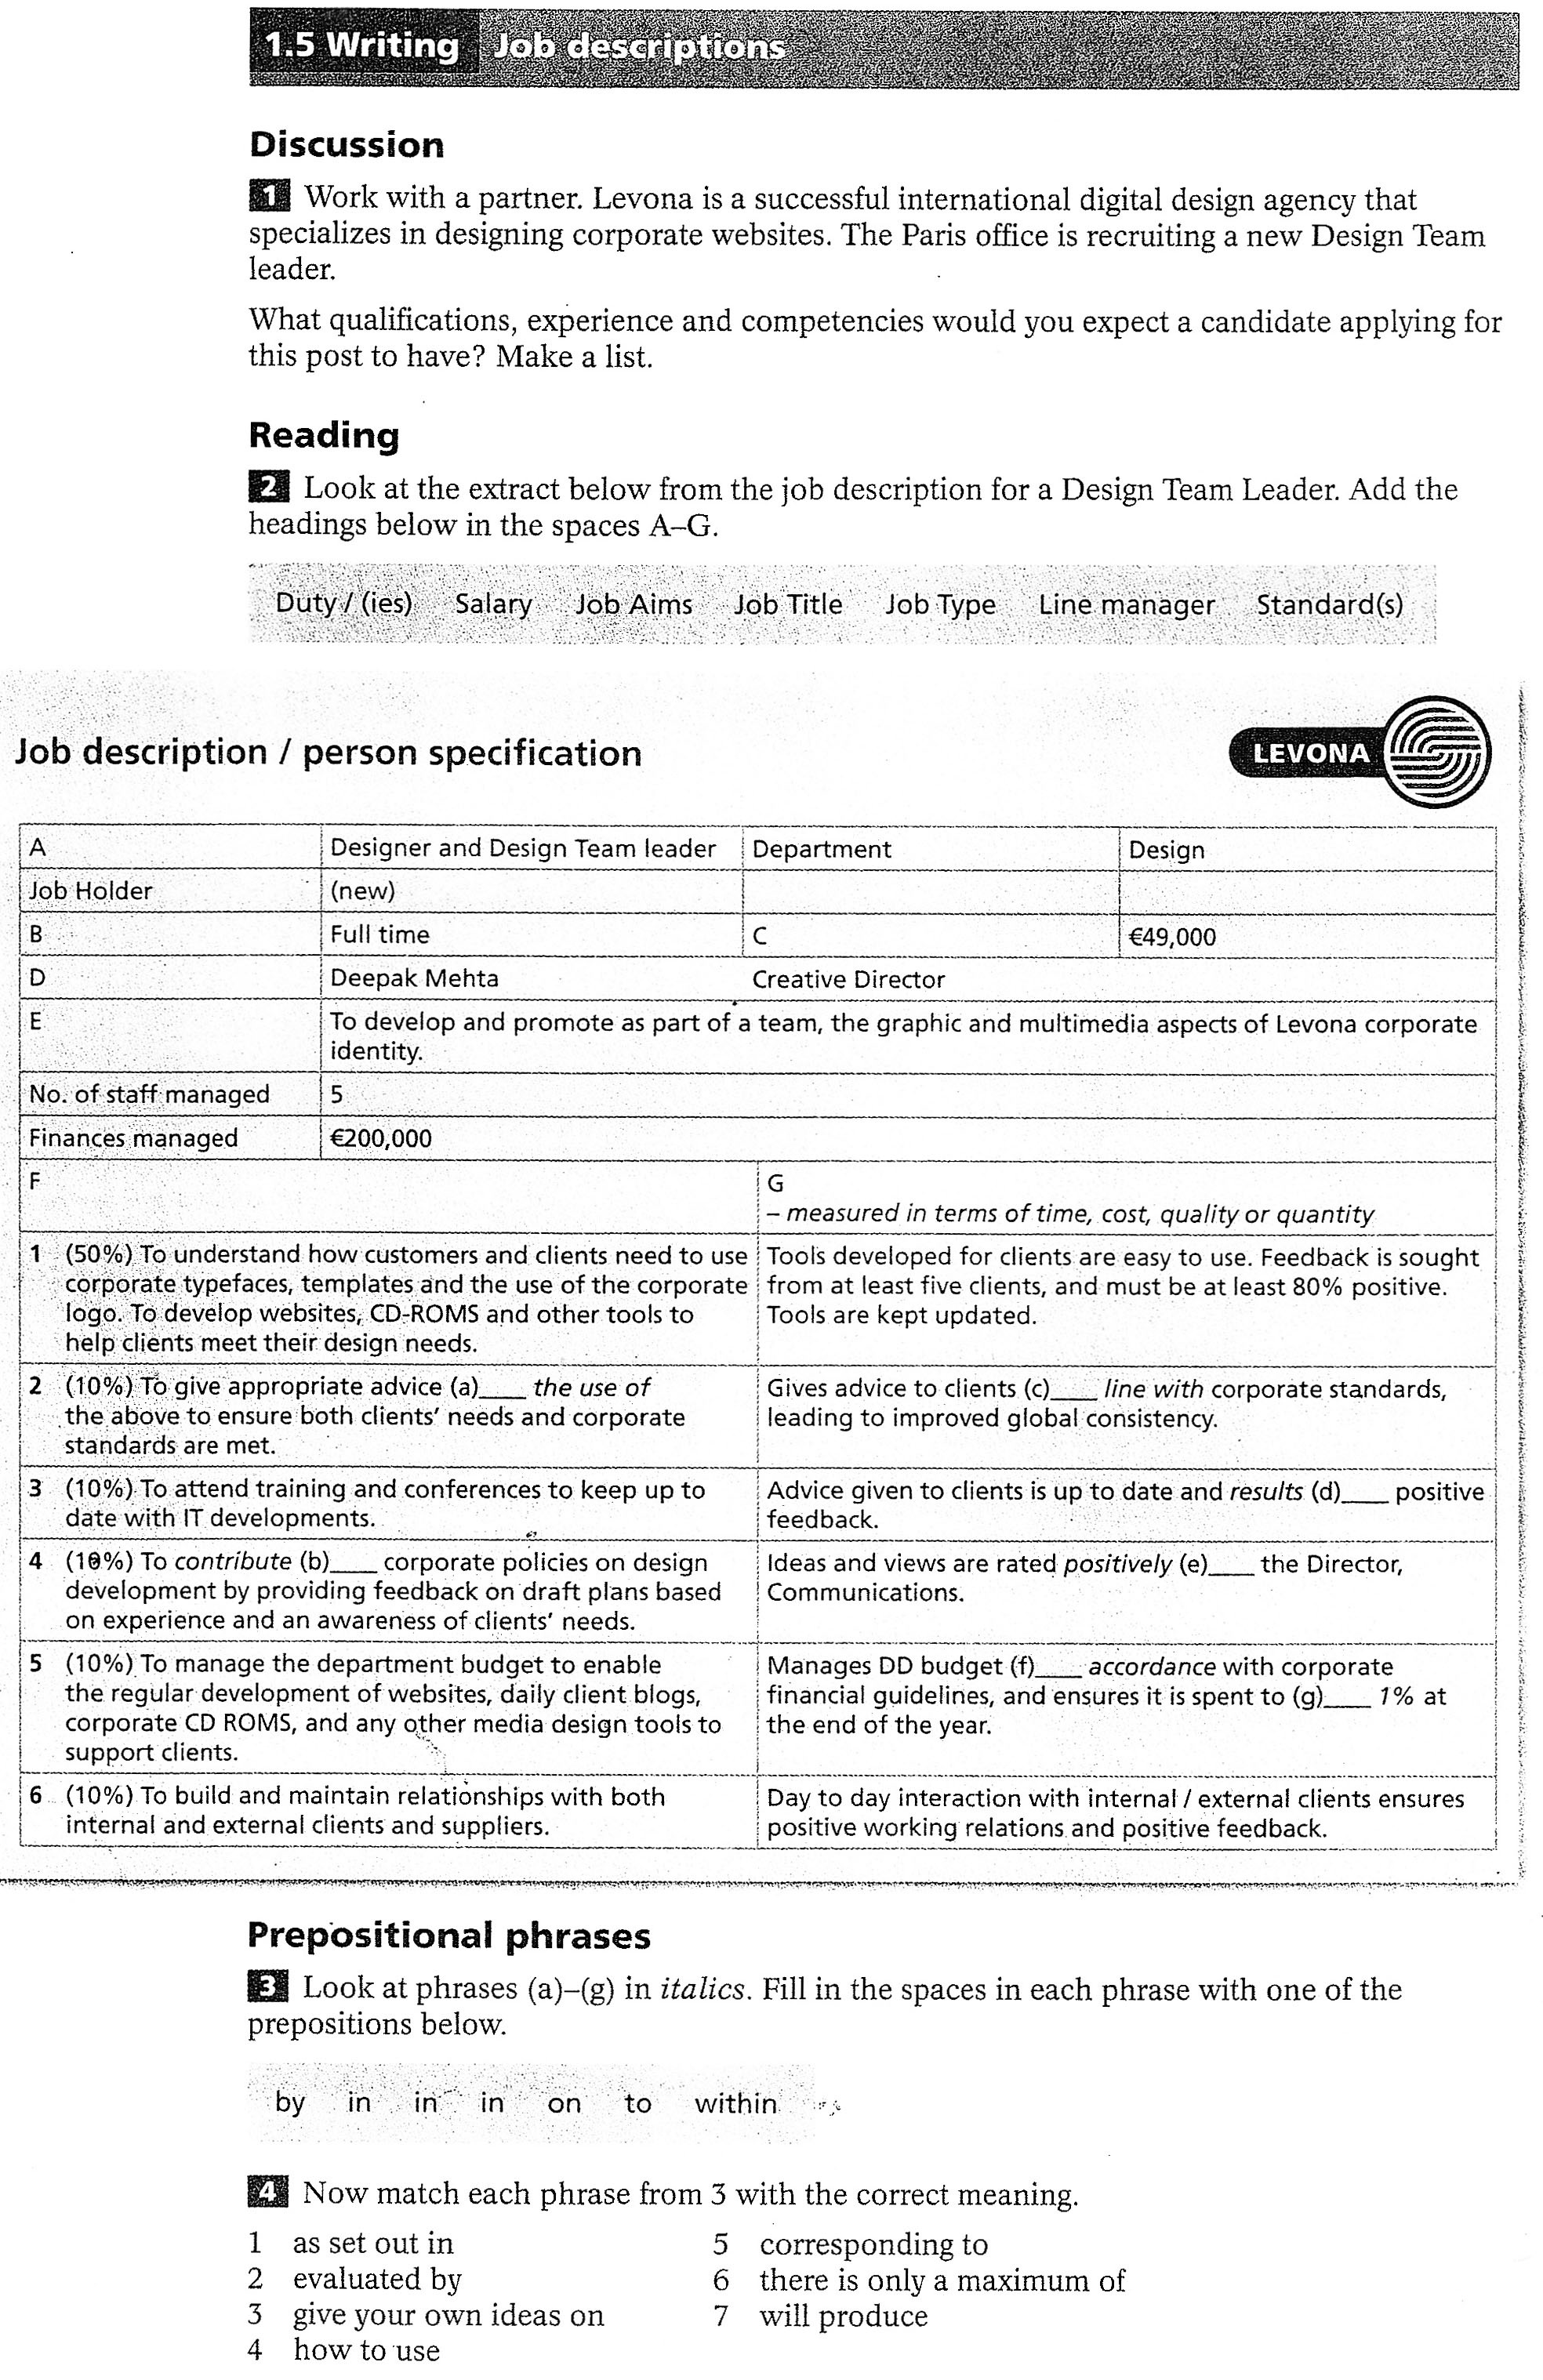 1.5 Writing Job descriptions
Discussion
1 Work with a partner. Levona is a successful international digital design agency that
specializes in designing corporate websites. The Paris office is recruiting a new Design Team
leader.
What qualifications, experience and competencies would you expect a candidate applying for
this post to have? Make a list.
Reading
2 Look at the extract below from the job description for a Design Team Leader. Add the
headings below in the spaces A–G.
Duty / (ies) Salary Job Aims Job Title Job Type Line manager Standard(s)
Job description / person specification
LEVONA
A Designer and Design Team leader Department Design
Job Holder (new)
B Full time C €49,000
D Deepak Mehta Creative Director
E To develop and promote as part of a team, the graphic and multimedia aspects of Levona corporate
identity.
No. of staff managed 5
Finances managed €200,000
F
G
– measured in terms of time, cost, quality or quantity
1 (50%) To understand how customers and clients need to use
corporate typefaces, templates and the use of the corporate
logo. To develop websites, CD-ROMS and other tools to
help clients meet their design needs.
Tools developed for clients are easy to use. Feedback is sought
from at least five clients, and must be at least 80% positive.
Tools are kept updated.
2 (10%) To give appropriate advice (a)___ the use of
the above to ensure both clients' needs and corporate
standards are met.
Gives advice to clients (c)___ line with corporate standards,
leading to improved global consistency.
3 (10%) To attend training and conferences to keep up to
date with IT developments.
Advice given to clients is up to date and results (d)___ positive
feedback.
4 (10%) To contribute (b)___ corporate policies on design
development by providing feedback on draft plans based
on experience and an awareness of clients' needs.
Ideas and views are rated positively (e)___ the Director,
Communications.
5 (10%) To manage the department budget to enable
the regular development of websites, daily client blogs,
corporate CD ROMS, and any other media design tools to
support clients.
Manages DD budget (f)___ accordance with corporate
financial guidelines, and ensures it is spent to (g)___ 1% at
the end of the year.
6 (10%) To build and maintain relationships with both
internal and external clients and suppliers.
Day to day interaction with internal / external clients ensures
positive working relations and positive feedback.
Prepositional phrases
3 Look at phrases (a)–(g) in italics. Fill in the spaces in each phrase with one of the
prepositions below.
by in in in on to within
4 Now match each phrase from 3 with the correct meaning.
1 as set out in
2 evaluated by
3 give your own ideas on
4 how to use
5 corresponding to
6 there is only a maximum of
7 will produce